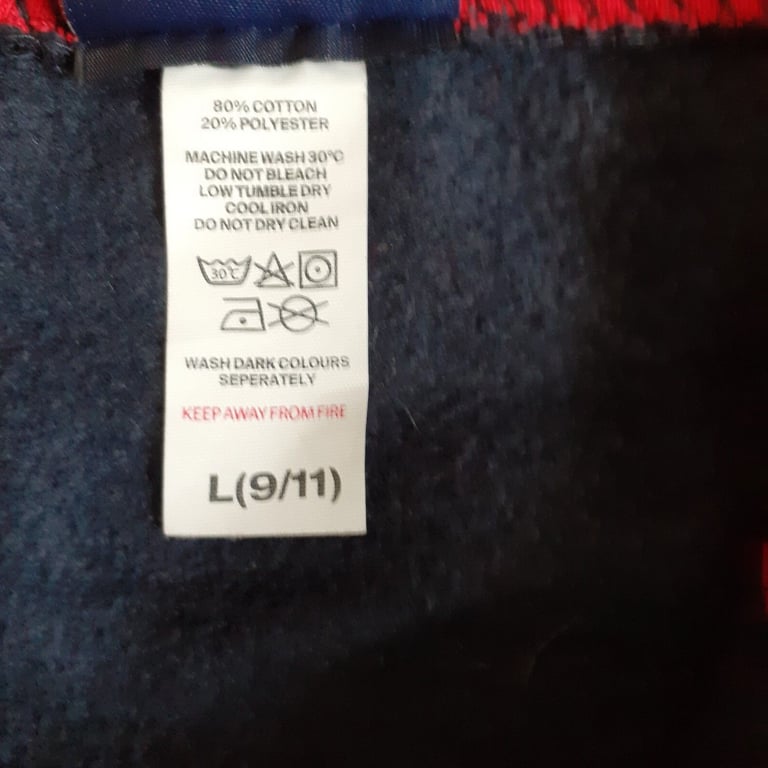 80% COTTON
20% POLYESTER
MACHINE WASH 30°C
DO NOT BLEACH
LOW TUMBLE DRY
COOL IRON
DO NOT DRY CLEAN
30°C
WASH DARK COLOURS
SEPERATELY
KEEP AWAY FROM FIRE
L(9/11)